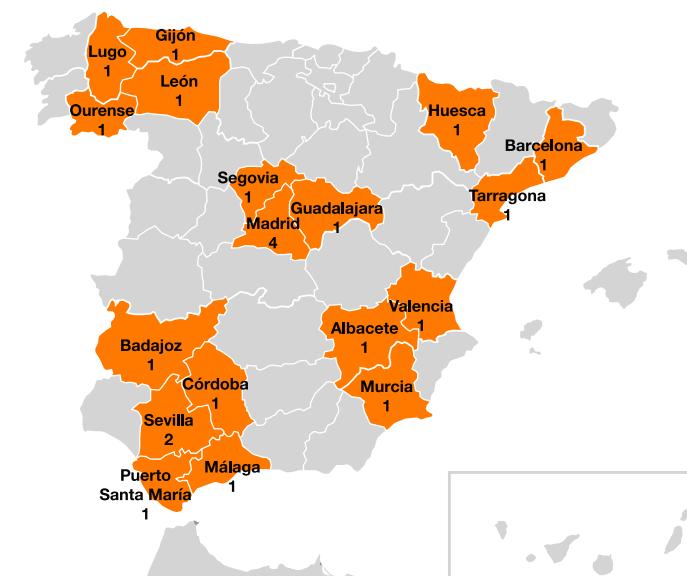 Gijón
1
Lugo
1
León
1
Ourense
1
Huesca
1
Barcelona
1
Segovia
1
Tarragona
1
Guadalajara
1
Madrid
4
Valencia
1
Albacete
1
Badajoz
1
Córdoba
1
Murcia
1
Sevilla
2
Málaga
1
Puerto
Santa María
1